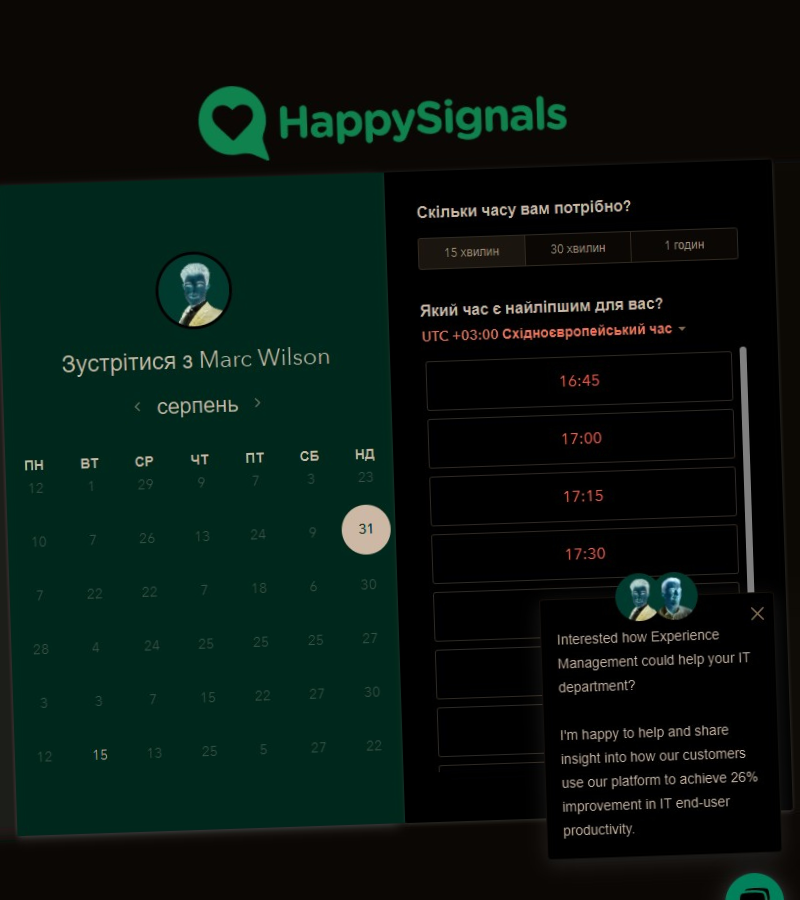 HappySignals
Зустрітися з Marc Wilson
серпень
ПН ВТ СР ЧТ ПТ СБ НД
12 1 29 9 7 3 23
10 7 26 13 24 9 31
7 22 22 7 18 6 30
28 4 24 25 25 25 27
3 3 7 15 22 27 30
12 15 13 25 5 27 22
Скільки часу вам потрібно?
15 хвилин 30 хвилин 1 годин
Який час є найліпшим для вас?
UTC +03:00 Східноєвропейський час
16:45
17:00
17:15
17:30
Interested how Experience
Management could help your IT
department?
I'm happy to help and share
insight into how our customers
use our platform to achieve 26%
improvement in IT end-user
productivity.